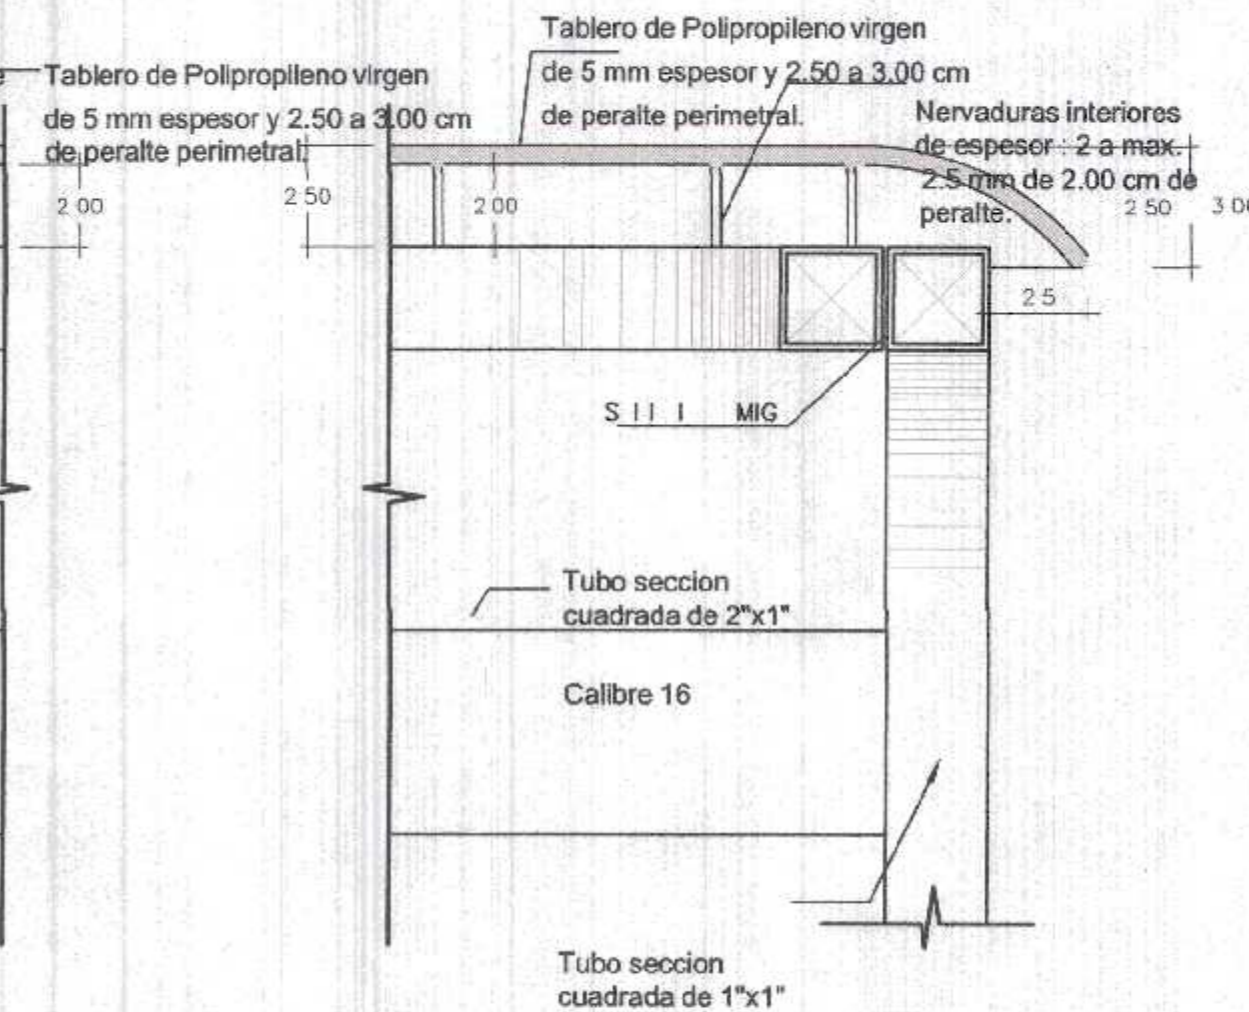 Tablero de Polipropileno virgen
de 5 mm espesor y 2.50 a 3.00 cm
de peralte perimetral.
Tablero de Polipropileno virgen
de 5 mm espesor y 2.50 a 3.00 cm
de peralte perimetral.
Nervaduras interiores
de espesor : 2 a max.
2.5 mm de 2.00 cm de
peralte.
2 00
2 50
2 00
2 50
3 00
2 5
MIG
Tubo seccion
cuadrada de 2"x1"
Calibre 16
Tubo seccion
cuadrada de 1"x1"